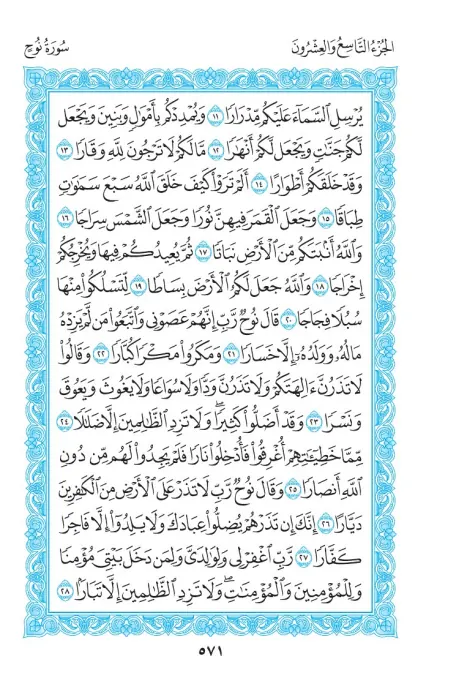 الجُزْءُ التَّاسِعُ وَالعِشْرُونَ
سُورَةُ نُوحٍ
يُرْسِلِ ٱلسَّمَآءَ عَلَيْكُم مِّدْرَارًا ١١ وَيُمْدِدْكُم بِأَمْوَٰلٍ وَبَنِينَ وَيَجْعَل
لَّكُمْ جَنَّٰتٍ وَيَجْعَل لَّكُمْ أَنْهَٰرًا ١٢ مَّا لَكُمْ لَا تَرْجُونَ لِلَّهِ وَقَارًا ١٣
وَقَدْ خَلَقَكُمْ أَطْوَارًا ١٤ أَلَمْ تَرَوْا۟ كَيْفَ خَلَقَ ٱللَّهُ سَبْعَ سَمَٰوَٰتٍ
طِبَاقًا ١٥ وَجَعَلَ ٱلْقَمَرَ فِيهِنَّ نُورًا وَجَعَلَ ٱلشَّمْسَ سِرَاجًا ١٦
وَٱللَّهُ أَنۢبَتَكُم مِّنَ ٱلْأَرْضِ نَبَاتًا ١٧ ثُمَّ يُعِيدُكُمْ فِيهَا وَيُخْرِجُكُمْ
إِخْرَاجًا ١٨ وَٱللَّهُ جَعَلَ لَكُمُ ٱلْأَرْضَ بِسَاطًا ١٩ لِّتَسْلُكُوا۟ مِنْهَا
سُبُلًا فِجَاجًا ٢٠ قَالَ نُوحٌ رَّبِّ إِنَّهُمْ عَصَوْنِى وَٱتَّبَعُوا۟ مَن لَّمْ يَزِدْهُ
مَالُهُۥ وَوَلَدُهُۥٓ إِلَّا خَسَارًا ٢١ وَمَكَرُوا۟ مَكْرًا كُبَّارًا ٢٢ وَقَالُوا۟
لَا تَذَرُنَّ ءَالِهَتَكُمْ وَلَا تَذَرُنَّ وَدًّا وَلَا سُوَاعًا وَلَا يَغُوثَ وَيَعُوقَ
وَنَسْرًا ٢٣ وَقَدْ أَضَلُّوا۟ كَثِيرًا ۖ وَلَا تَزِدِ ٱلظَّٰلِمِينَ إِلَّا ضَلَٰلًا ٢٤
مِّمَّا خَطِيٓـَٰٔتِهِمْ أُغْرِقُوا۟ فَأُدْخِلُوا۟ نَارًا فَلَمْ يَجِدُوا۟ لَهُم مِّن دُونِ
ٱللَّهِ أَنصَارًا ٢٥ وَقَالَ نُوحٌ رَّبِّ لَا تَذَرْ عَلَى ٱلْأَرْضِ مِنَ ٱلْكَٰفِرِينَ
دَيَّارًا ٢٦ إِنَّكَ إِن تَذَرْهُمْ يُضِلُّوا۟ عِبَادَكَ وَلَا يَلِدُوٓا۟ إِلَّا فَاجِرًا
كَفَّارًا ٢٧ رَّبِّ ٱغْفِرْ لِى وَلِوَٰلِدَىَّ وَلِمَن دَخَلَ بَيْتِىَ مُؤْمِنًا
وَلِلْمُؤْمِنِينَ وَٱلْمُؤْمِنَٰتِ ۖ وَلَا تَزِدِ ٱلظَّٰلِمِينَ إِلَّا تَبَارًۢا ٢٨
٥٧١